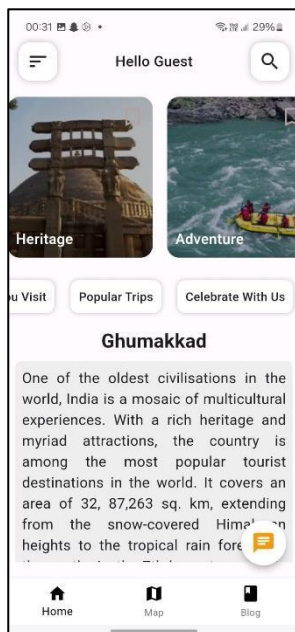 00:31
29%
Hello Guest
Heritage
Adventure
ou Visit
Popular Trips
Celebrate With Us
Ghumakkad
One of the oldest civilisations in the
world, India is a mosaic of multicultural
experiences. With a rich heritage and
myriad attractions, the country is
among the most popular tourist
destinations in the world. It covers an
area of 32, 87,263 sq. km, extending
from the snow-covered
heights to the tropical rain
Home
Map
Blog